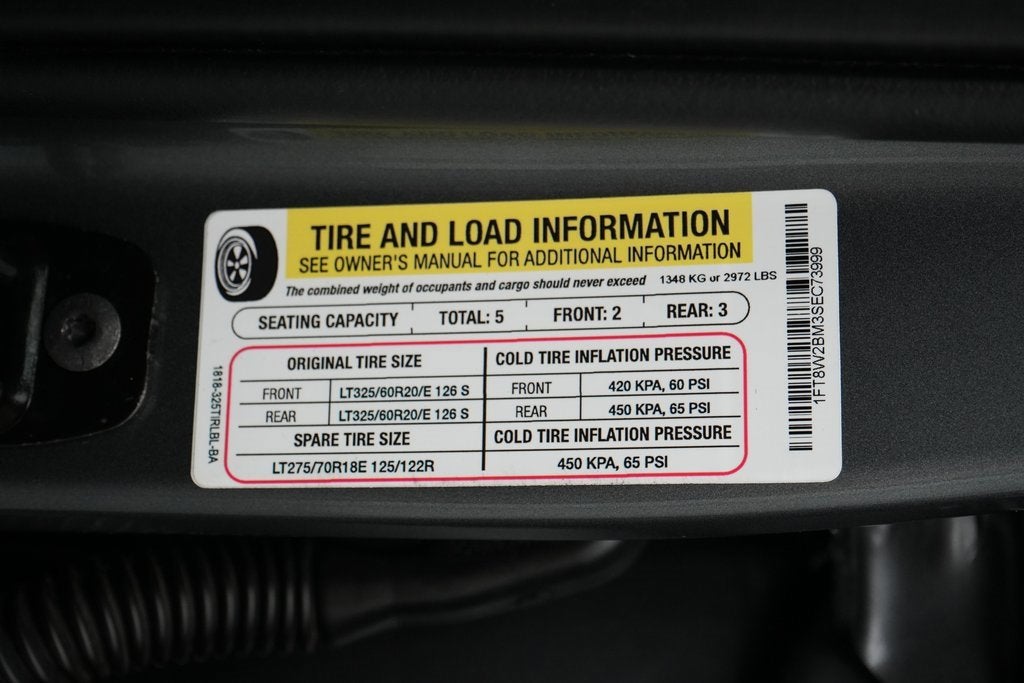 TIRE AND LOAD INFORMATION
SEE OWNER'S MANUAL FOR ADDITIONAL INFORMATION
The combined weight of occupants and cargo should never exceed 1348 KG or 2972 LBS
SEATING CAPACITY TOTAL: 5 FRONT: 2 REAR: 3
ORIGINAL TIRE SIZE COLD TIRE INFLATION PRESSURE
FRONT LT325/60R20/E 126 S FRONT 420 KPA, 60 PSI
REAR LT325/60R20/E 126 S REAR 450 KPA, 65 PSI
SPARE TIRE SIZE COLD TIRE INFLATION PRESSURE
LT275/70R18E 125/122R 450 KPA, 65 PSI
1818-325TIRLBL-BA
1FT8W2BM3SEC73999